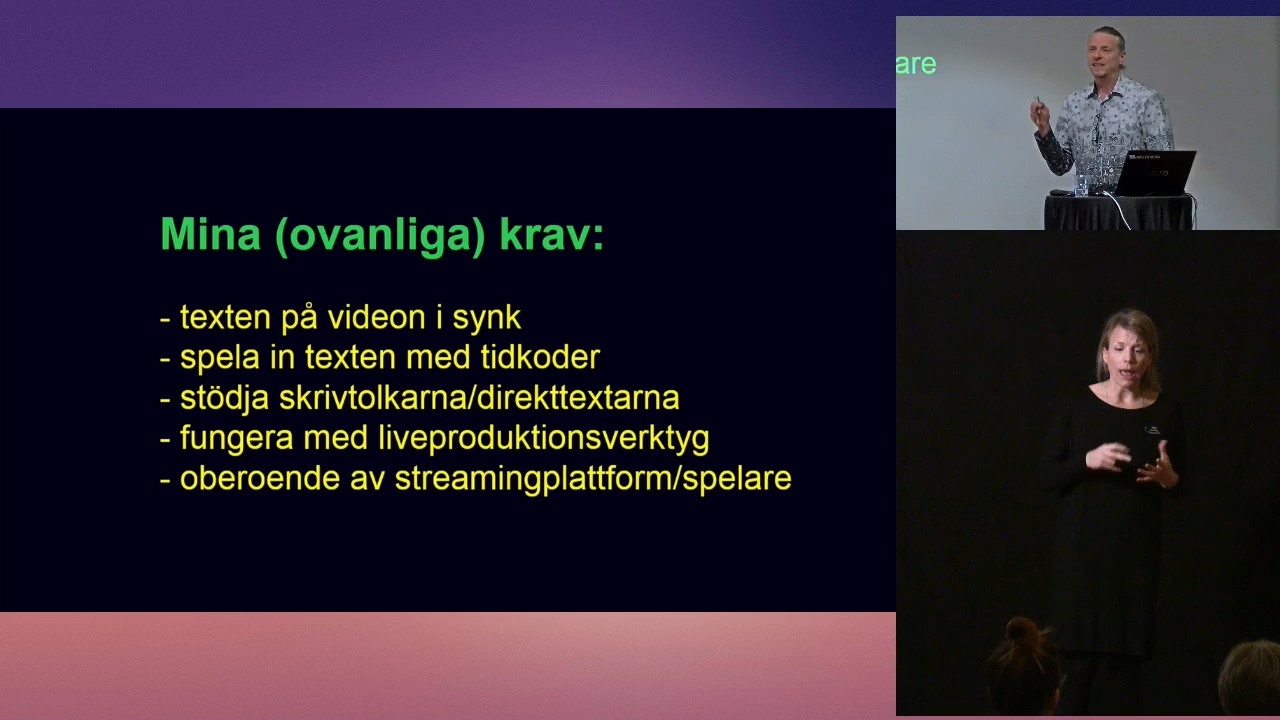 Mina (ovanliga) krav:
- texten på videon i synk
- spela in texten med tidkoder
- stödja skrivtolkarna/direkttextarna
- fungera med liveproduktionsverktyg
- oberoende av streamingplattform/spelare
are
VAIO